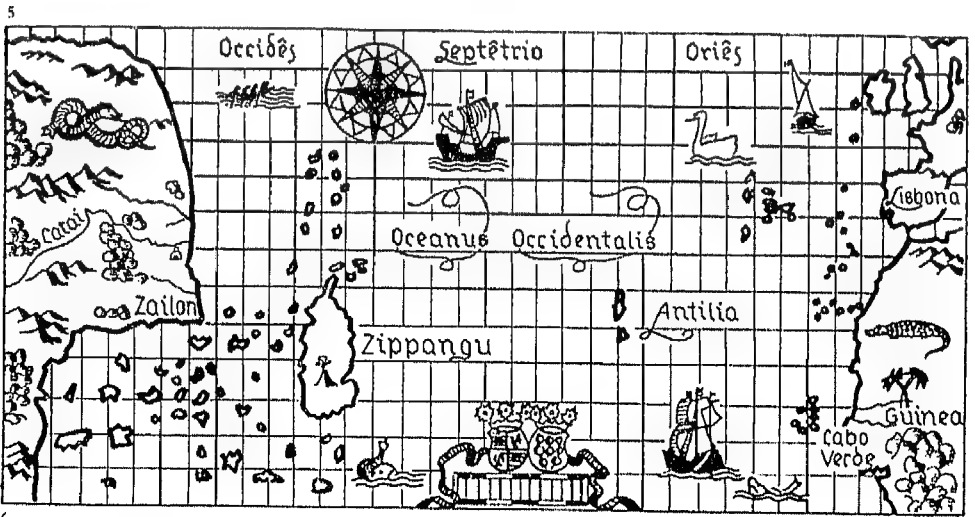 5
Occidēs
Septētrio
Oriēs
Lisbona
Catai
Oceanus Occidentalis
Zailon
Antilia
Zippangu
Guinea
Cabo
Verde